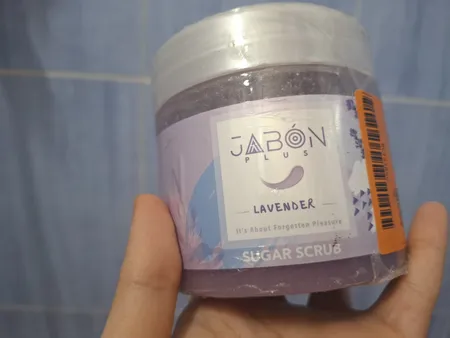 JABÓN
PLUS
LAVENDER
It's About Forgotten Pleasure
SUGAR SCRUB